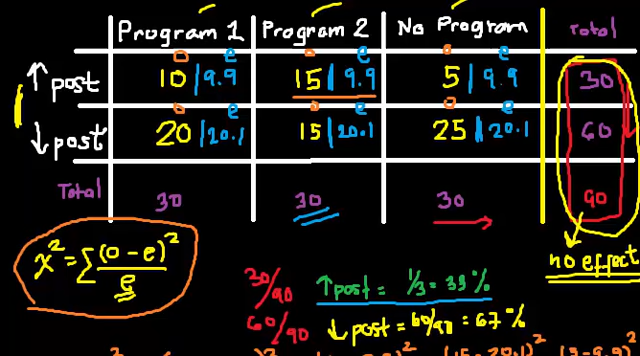 Program 1 Program 2 No Program Total
o e o e o e
↑post 10/9.9 15/9.9 5/9.9 30
o e o e o e
↓post 20/20.1 15/20.1 25/20.1 60
Total 30 30 30 90
x² = Σ(o-e)²/e
no effect
30/90 ↑post = 1/3 = 33%
60/90 ↓post = 60/90 = 67%